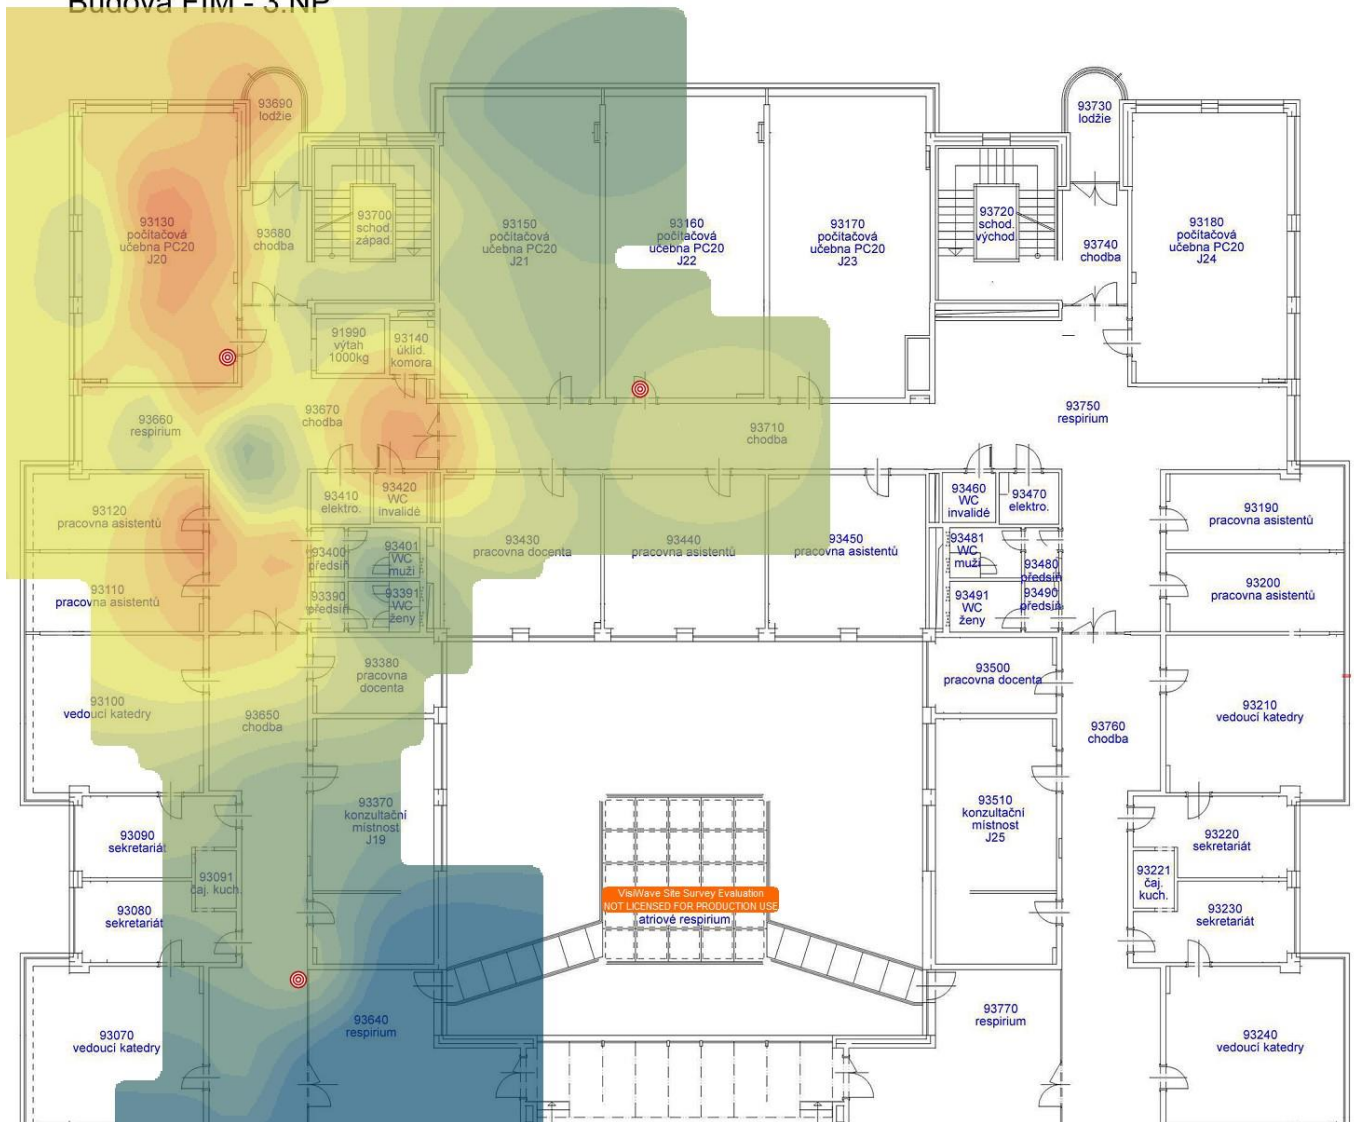 Budova FIM - 3.NP
93690
lodžie
93730
lodžie
93130
počítačová
učebna PC20
J20
93680
chodba
93700
schod.
západ.
93150
počítačová
učebna PC20
J21
93160
počítačová
učebna PC20
J22
93170
počítačová
učebna PC20
J23
93720
schod.
východ.
93740
chodba
93180
počítačová
učebna PC20
J24
91990
výtah
1000kg
93140
úklid.
komora
93660
respirium
93670
chodba
93710
chodba
93750
respirium
93120
pracovna asistentů
93410
elektro.
93420
WC
invalidé
93460
WC
invalidé
93470
elektro.
93190
pracovna asistentů
93430
pracovna docenta
93440
pracovna asistentů
93450
pracovna asistentů
93400
předsíň
93401
WC
muži
93481
WC
muži
93480
předsíň
93110
pracovna asistentů
93390
předsíň
93391
WC
ženy
93491
WC
ženy
93490
předsíň
93200
pracovna asistentů
93380
pracovna
docenta
93500
pracovna docenta
93100
vedoucí katedry
93650
chodba
93760
chodba
93210
vedoucí katedry
93370
konzultační
místnost
J19
93510
konzultační
místnost
J25
93090
sekretariát
93220
sekretariát
93091
čaj. kuch.
93221
čaj.
kuch.
VisiWave Site Survey Evaluation
NOT LICENSED FOR PRODUCTION USE
atriové respirium
93080
sekretariát
93230
sekretariát
93640
respirium
93770
respirium
93070
vedoucí katedry
93240
vedoucí katedry